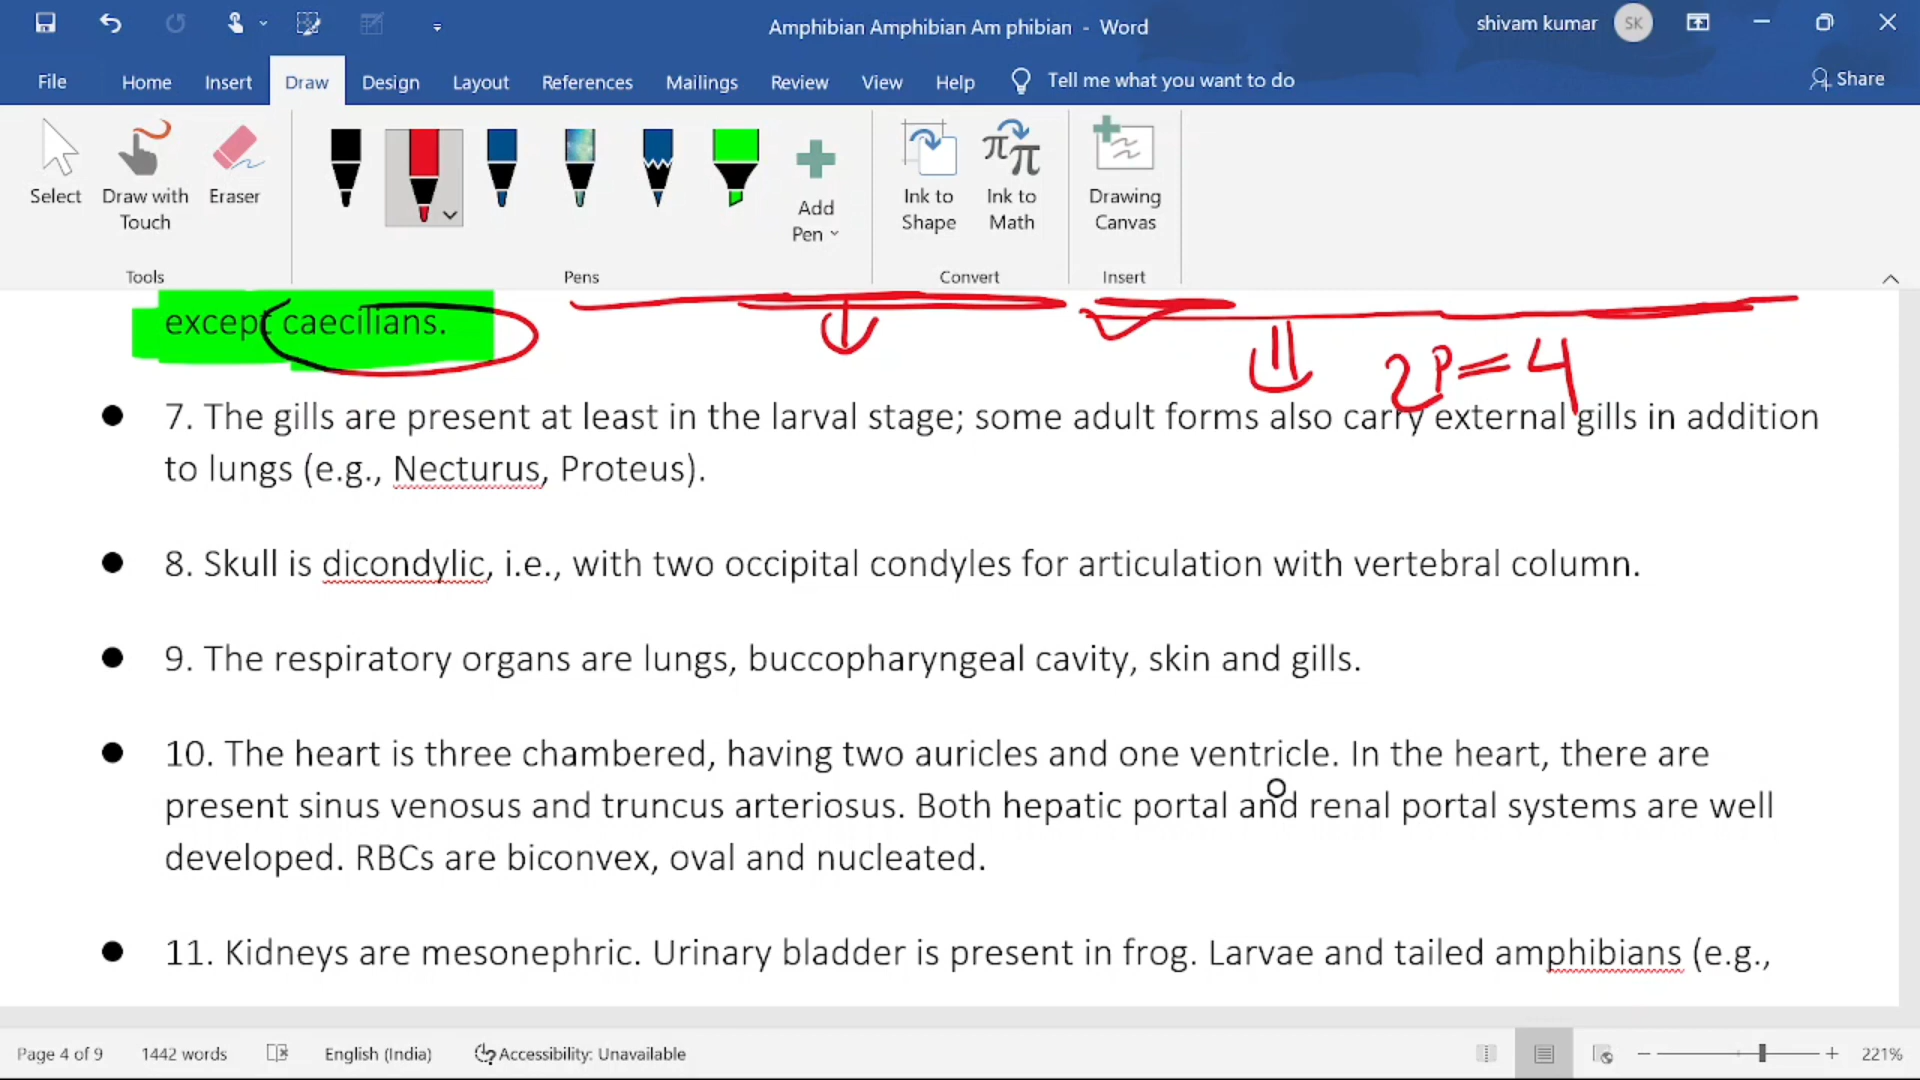 Amphibian Amphibian Am phibian - Word
shivam kumar
SK
File Home Insert Draw Design Layout References Mailings Review View Help Tell me what you want to do
Share
Select
Draw with Touch
Eraser
Add Pen
Ink to Shape
Ink to Math
Drawing Canvas
Tools
Pens
Convert
Insert
except caecilians.
2P=4
7. The gills are present at least in the larval stage; some adult forms also carry external gills in addition
to lungs (e.g., Necturus, Proteus).
8. Skull is dicondylic, i.e., with two occipital condyles for articulation with vertebral column.
9. The respiratory organs are lungs, buccopharyngeal cavity, skin and gills.
10. The heart is three chambered, having two auricles and one ventricle. In the heart, there are
present sinus venosus and truncus arteriosus. Both hepatic portal and renal portal systems are well
developed. RBCs are biconvex, oval and nucleated.
11. Kidneys are mesonephric. Urinary bladder is present in frog. Larvae and tailed amphibians (e.g.,
Page 4 of 9 1442 words English (India) Accessibility: Unavailable 221%